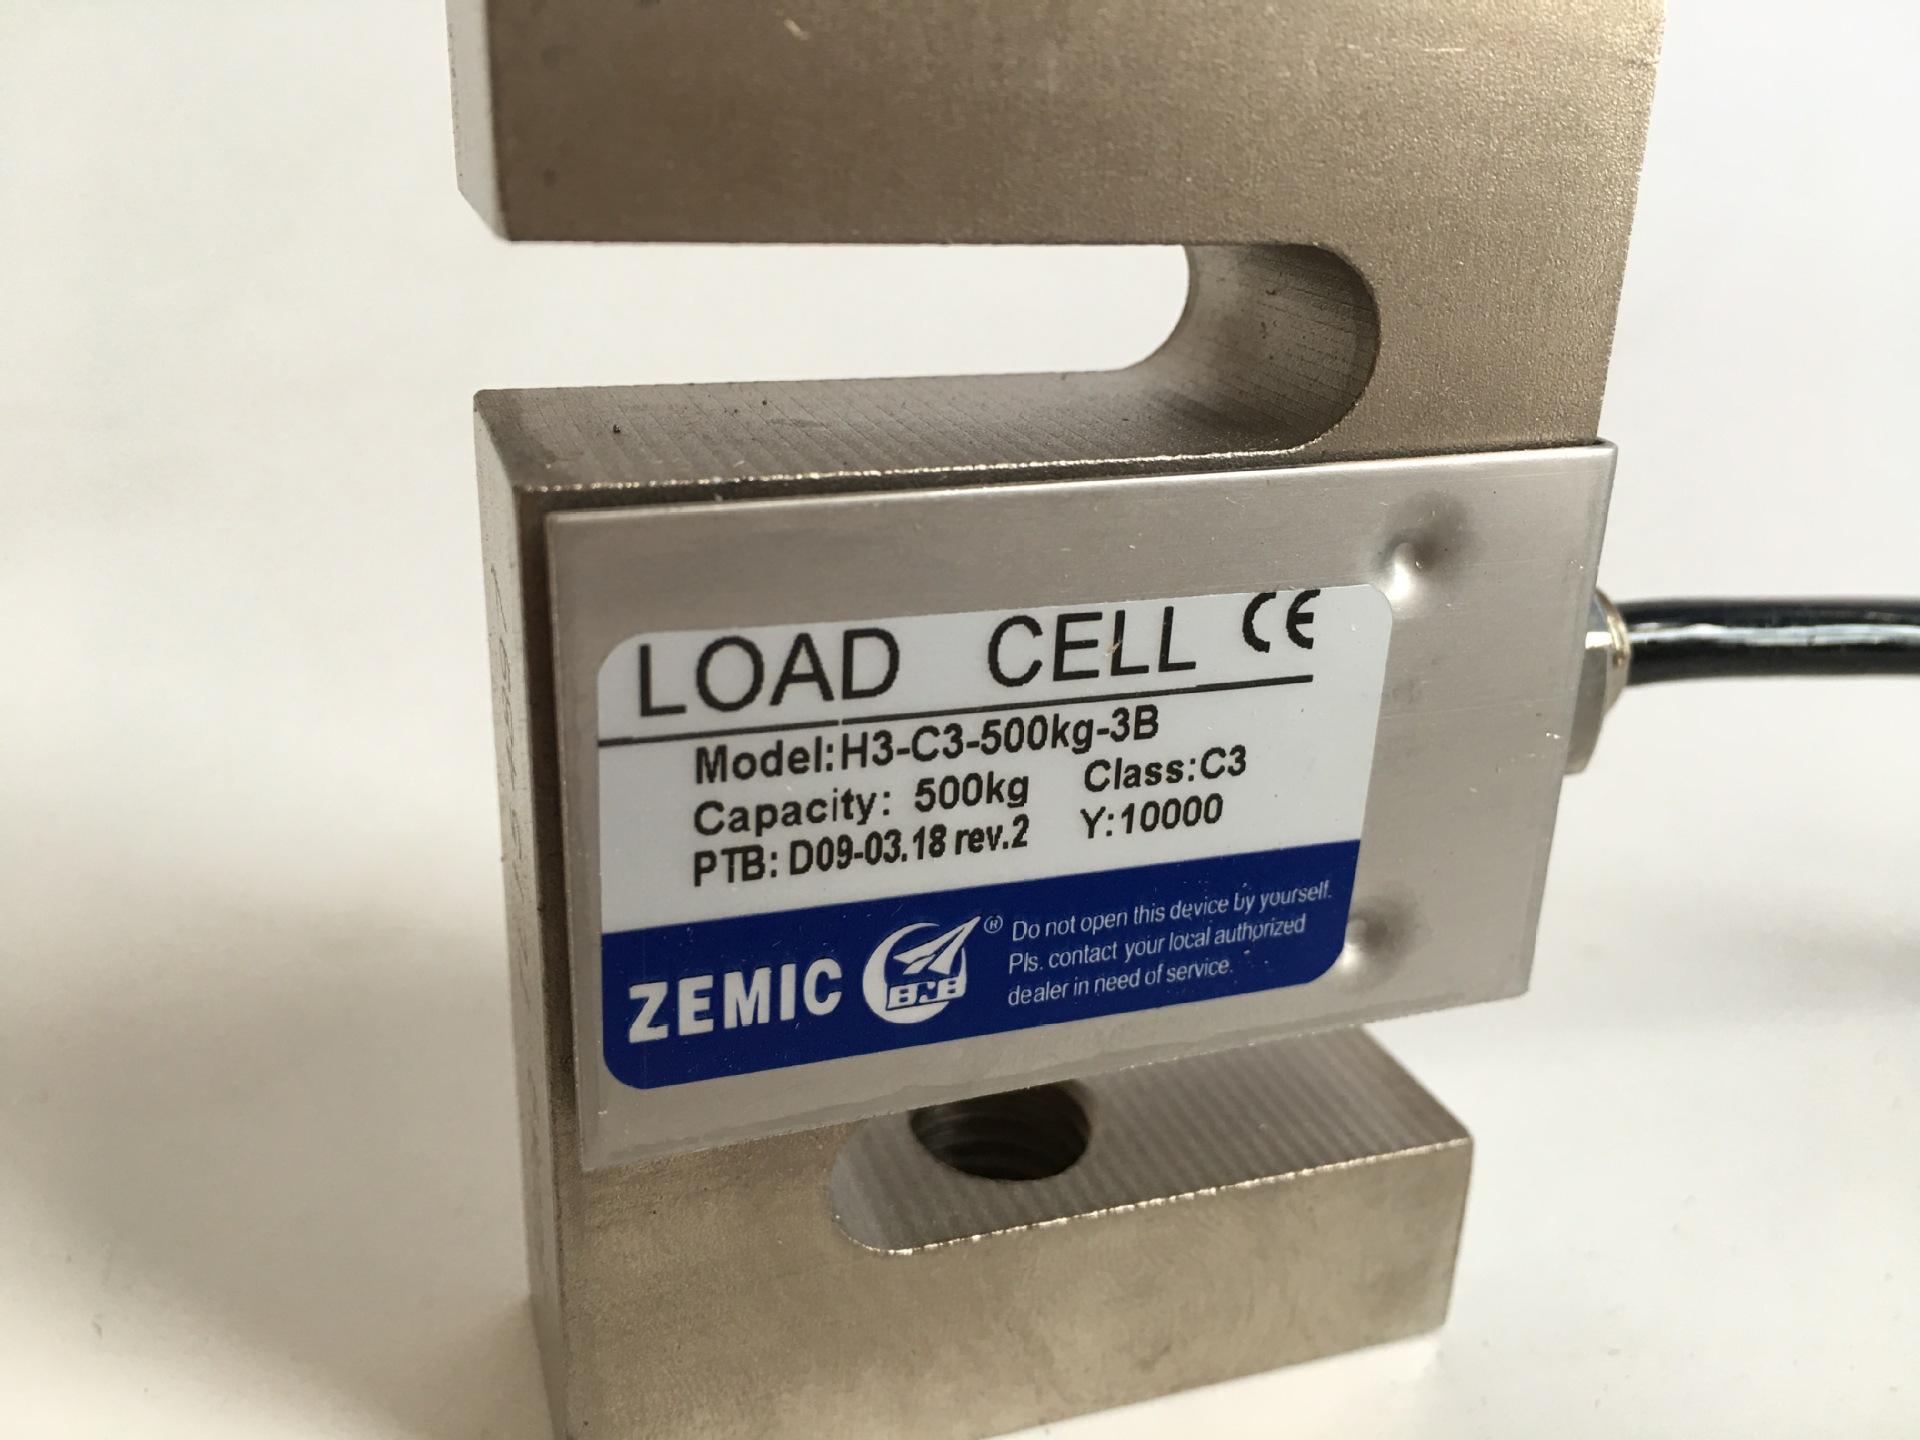 LOAD CELL CE
Model:H3-C3-500kg-3B
Capacity: 500kg Class:C3
PTB: D09-03.18 rev.2 Y:10000
ZEMIC BJB ®
Do not open this device by yourself.
Pls. contact your local authorized
dealer in need of service.